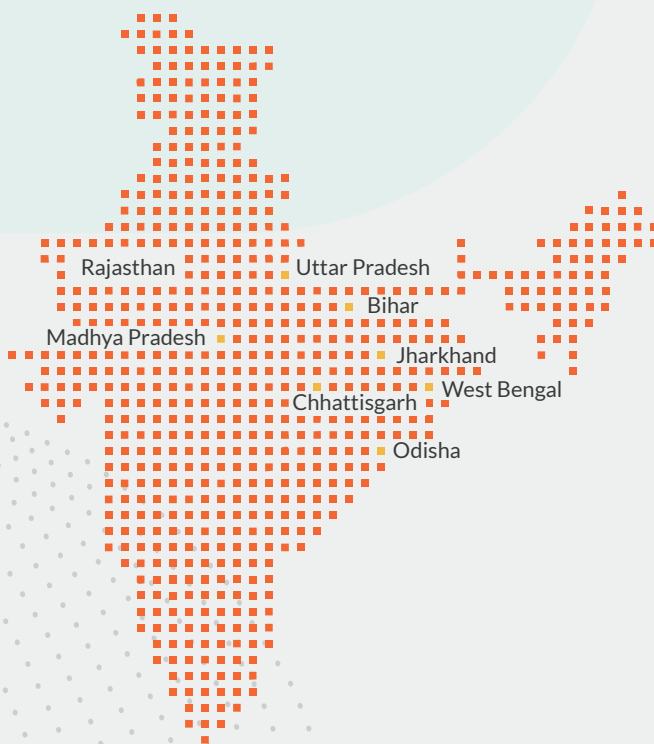 Rajasthan
Uttar Pradesh
Bihar
Madhya Pradesh
Jharkhand
West Bengal
Chhattisgarh
Odisha